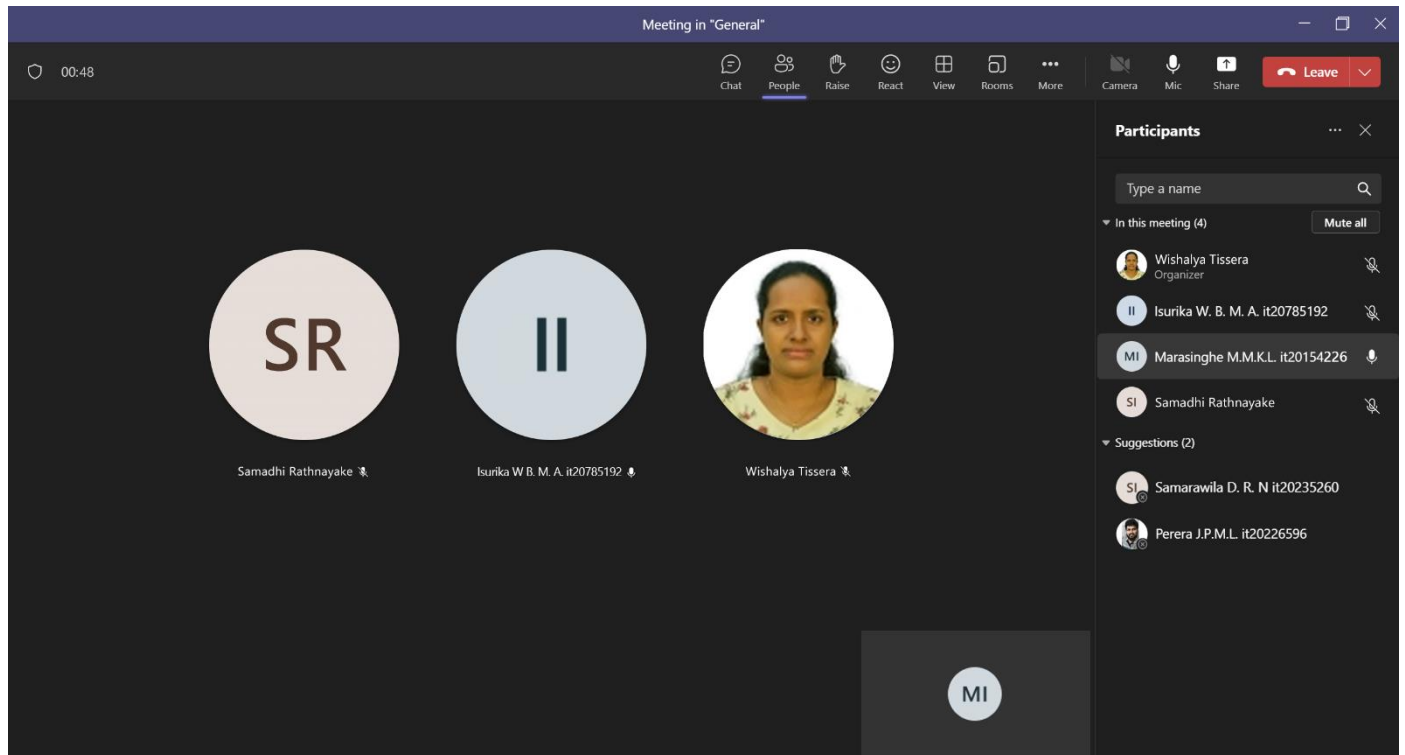 Meeting in "General"
00:48
Chat People Raise React View Rooms More Camera Mic Share Leave
Participants
Type a name
In this meeting (4) Mute all
Wishalya Tissera
Organizer
II Isurika W. B. M. A. it20785192
MI Marasinghe M.M.K.L. it20154226
SI Samadhi Rathnayake
Suggestions (2)
SI Samarawila D. R. N it20235260
Perera J.P.M.L. it20226596
SR II
Samadhi Rathnayake Isurika W B. M. A. it20785192 Wishalya Tissera
MI